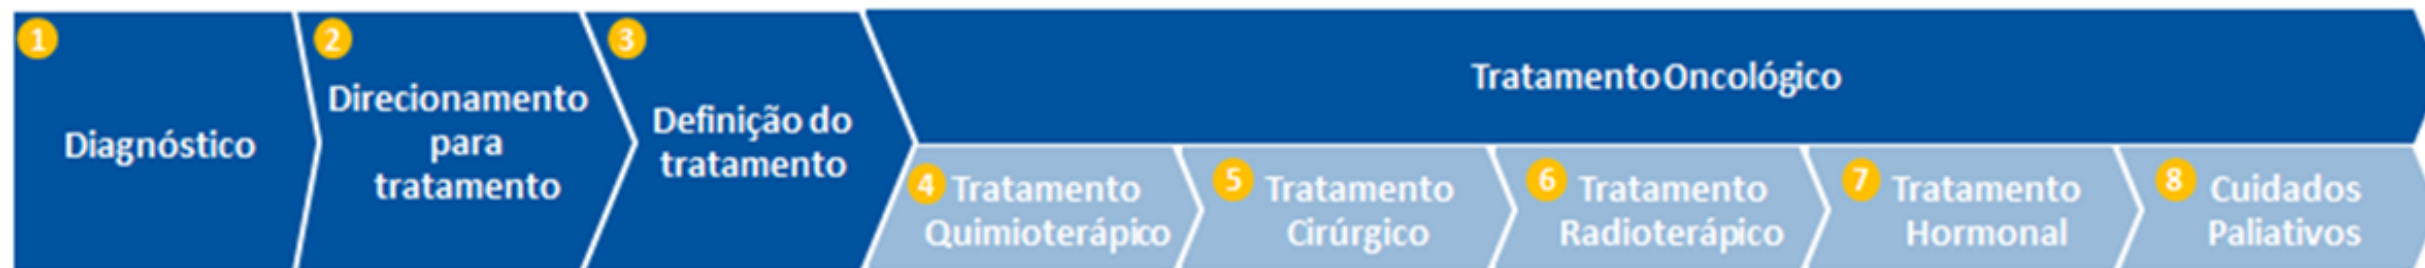 1
Diagnóstico
2
Direcionamento
para
tratamento
3
Definição do
tratamento
Tratamento Oncológico
4 Tratamento
Quimioterápico
5 Tratamento
Cirúrgico
6 Tratamento
Radioterápico
7 Tratamento
Hormonal
8 Cuidados
Paliativos